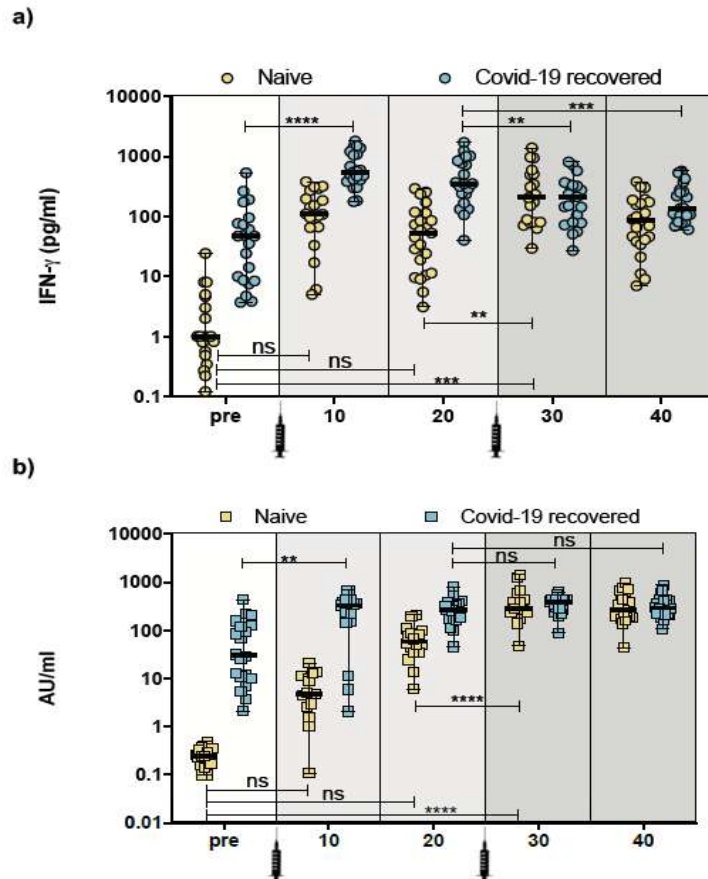 a)
Naive Covid-19 recovered
10000
***
****
**
1000
100
IFN-γ (pg/ml)
10
**
1
ns
ns
***
0.1
pre 10 20 30 40
b)
Naive Covid-19 recovered
10000
ns
**
ns
1000
100
AU/ml
10
****
1
0.1
ns
ns
****
0.01
pre 10 20 30 40